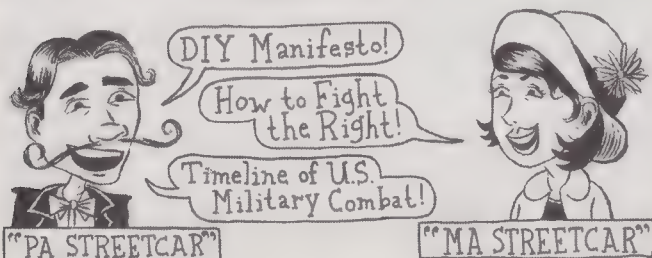 DIY Manifesto!
How to Fight
the Right!
Timeline of U.S.
Military Combat!
"PA STREETCAR"
"MA STREETCAR"